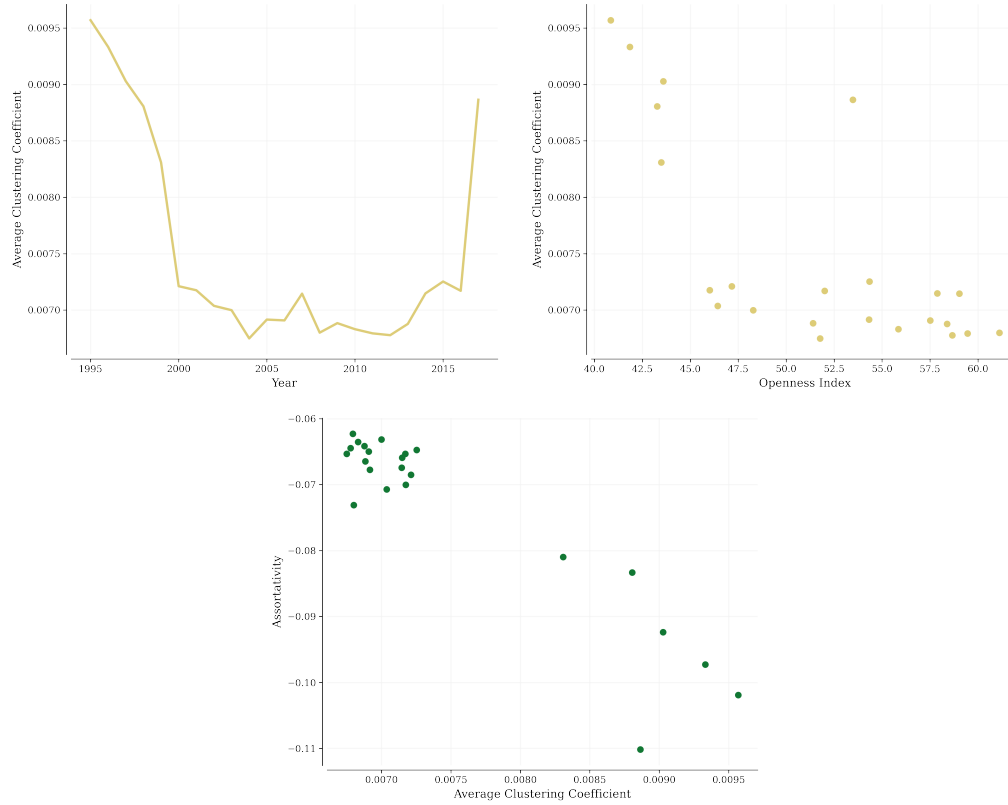 0.0095
0.0090
0.0085
0.0080
0.0075
0.0070
Average Clustering Coefficient
1995 2000 2005 2010 2015
Year
0.0095
0.0090
0.0085
0.0080
0.0075
0.0070
Average Clustering Coefficient
40.0 42.5 45.0 47.5 50.0 52.5 55.0 57.5 60.0
Openness Index
−0.06
−0.07
−0.08
−0.09
−0.10
−0.11
Assortativity
0.0070 0.0075 0.0080 0.0085 0.0090 0.0095
Average Clustering Coefficient